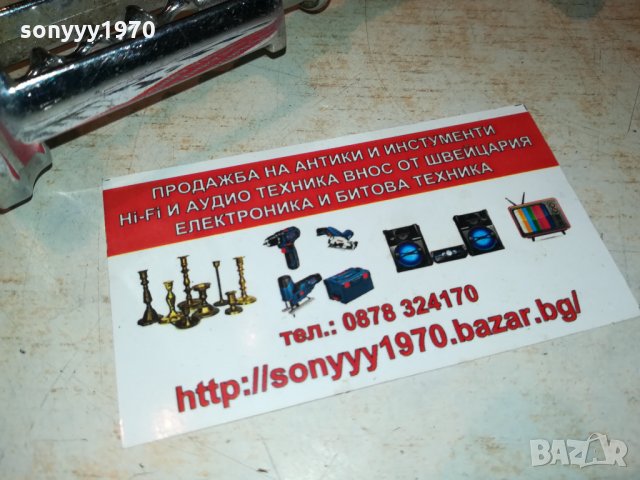 sonyyy1970
sonyyy1970
ПРОДАЖБА НА АНТИКИ И ИНСТУМЕНТИ
Hi-Fi И АУДИО ТЕХНИКА ВНОС ОТ ШВЕЙЦАРИЯ
ЕЛЕКТРОНИКА И БИТОВА ТЕХНИКА
тел.: 0878 324170
http://sonyyy1970.bazar.bg/
BAZAR
bazar.bg